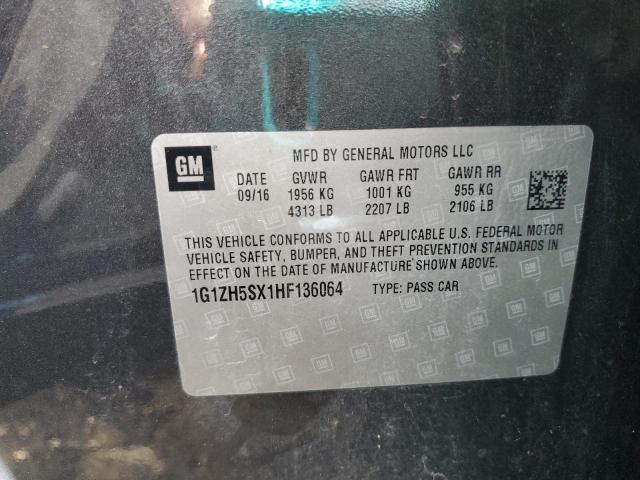 GM
MFD BY GENERAL MOTORS LLC
DATE GVWR GAWR FRT GAWR RR
09/16 1956 KG 1001 KG 955 KG
4313 LB 2207 LB 2106 LB
THIS VEHICLE CONFORMS TO ALL APPLICABLE U.S. FEDERAL MOTOR
VEHICLE SAFETY, BUMPER, AND THEFT PREVENTION STANDARDS IN
EFFECT ON THE DATE OF MANUFACTURE SHOWN ABOVE.
1G1ZH5SX1HF136064 TYPE: PASS CAR